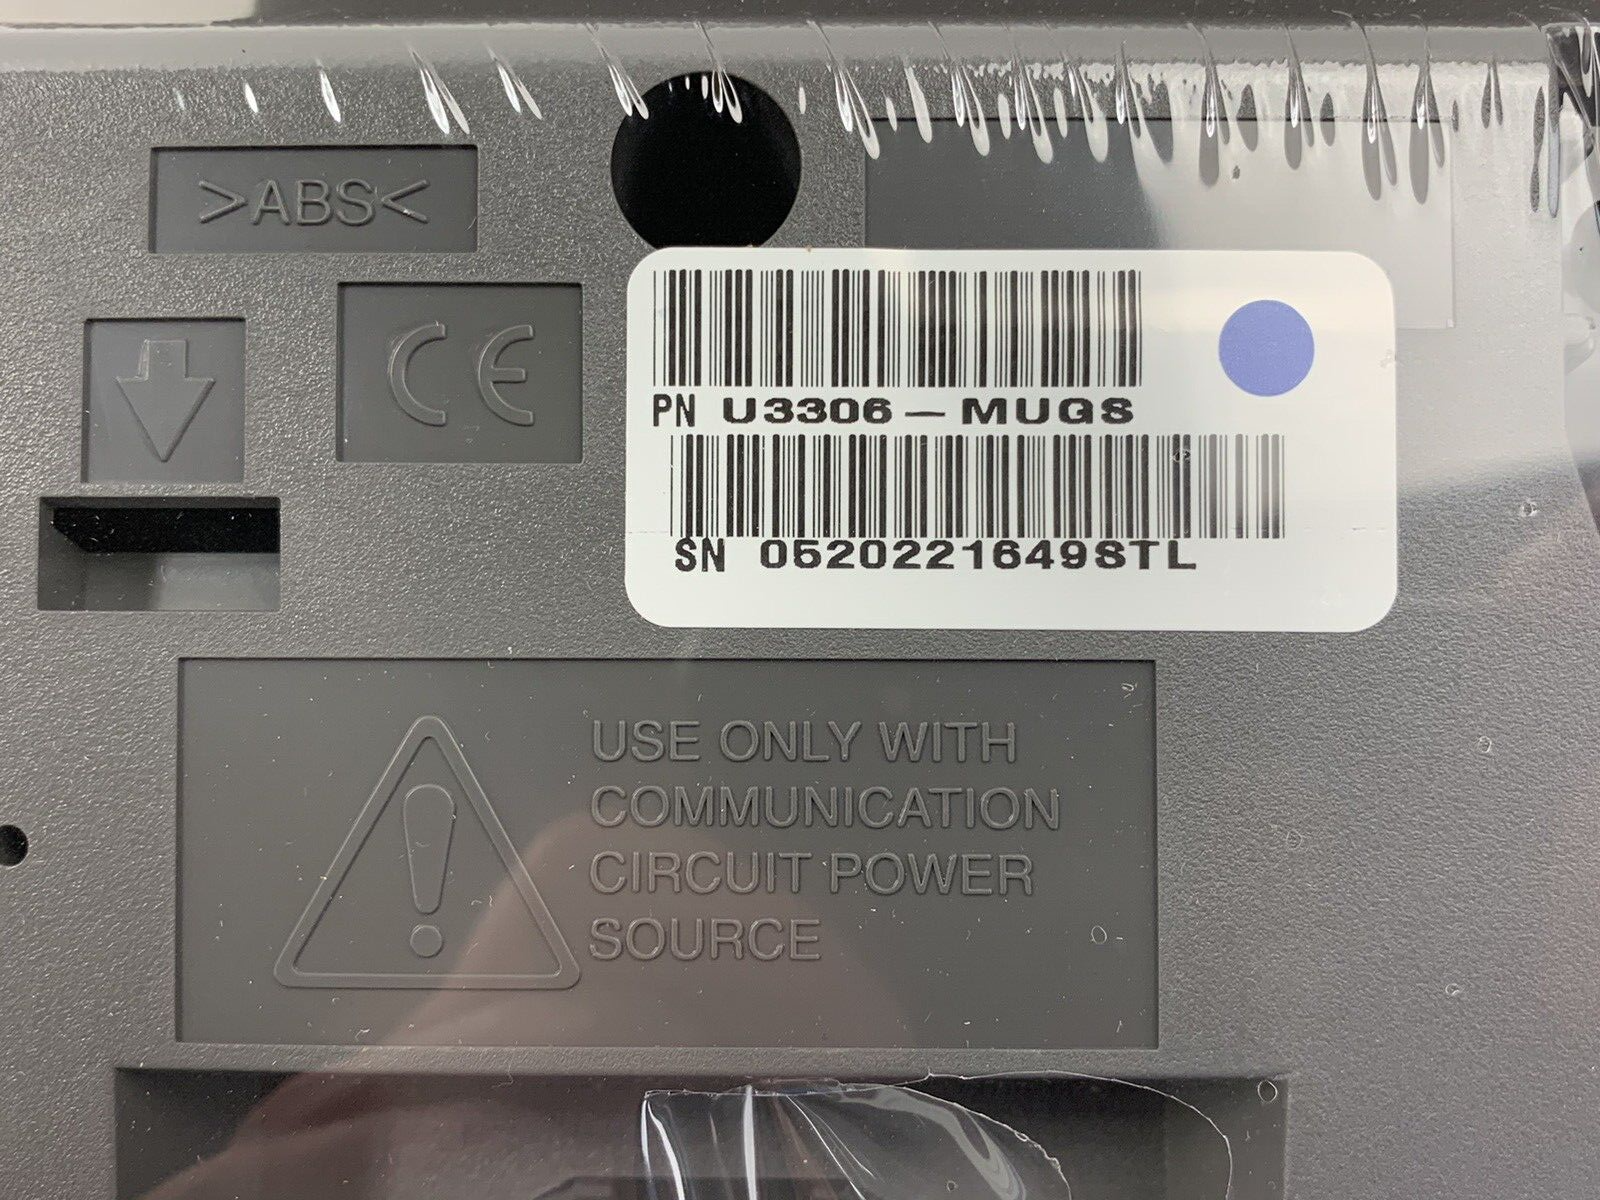 >ABS<
CE
PN U3306-MUGS
SN 05202216498TL
USE ONLY WITH
COMMUNICATION
CIRCUIT POWER
SOURCE